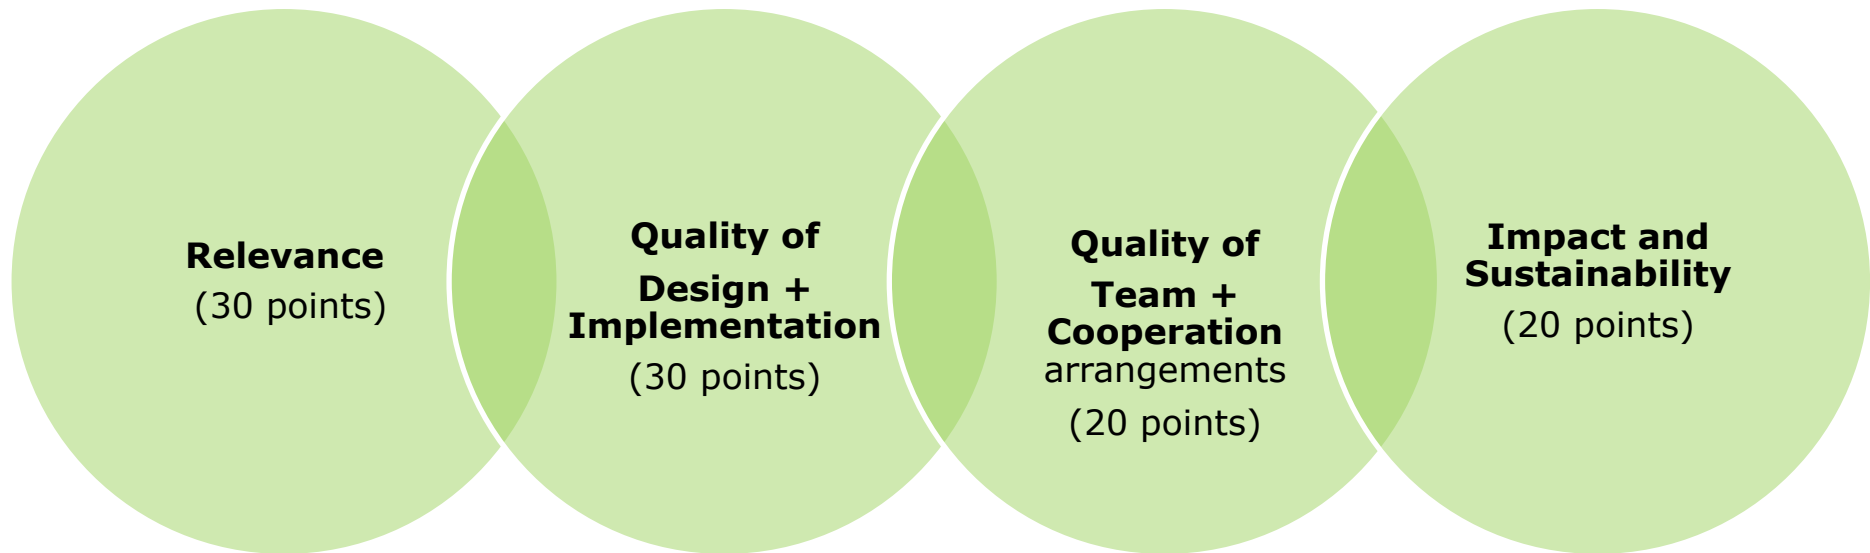 Relevance
(30 points)
Quality of
Design +
Implementation
(30 points)
Quality of
Team +
Cooperation
arrangements
(20 points)
Impact and
Sustainability
(20 points)